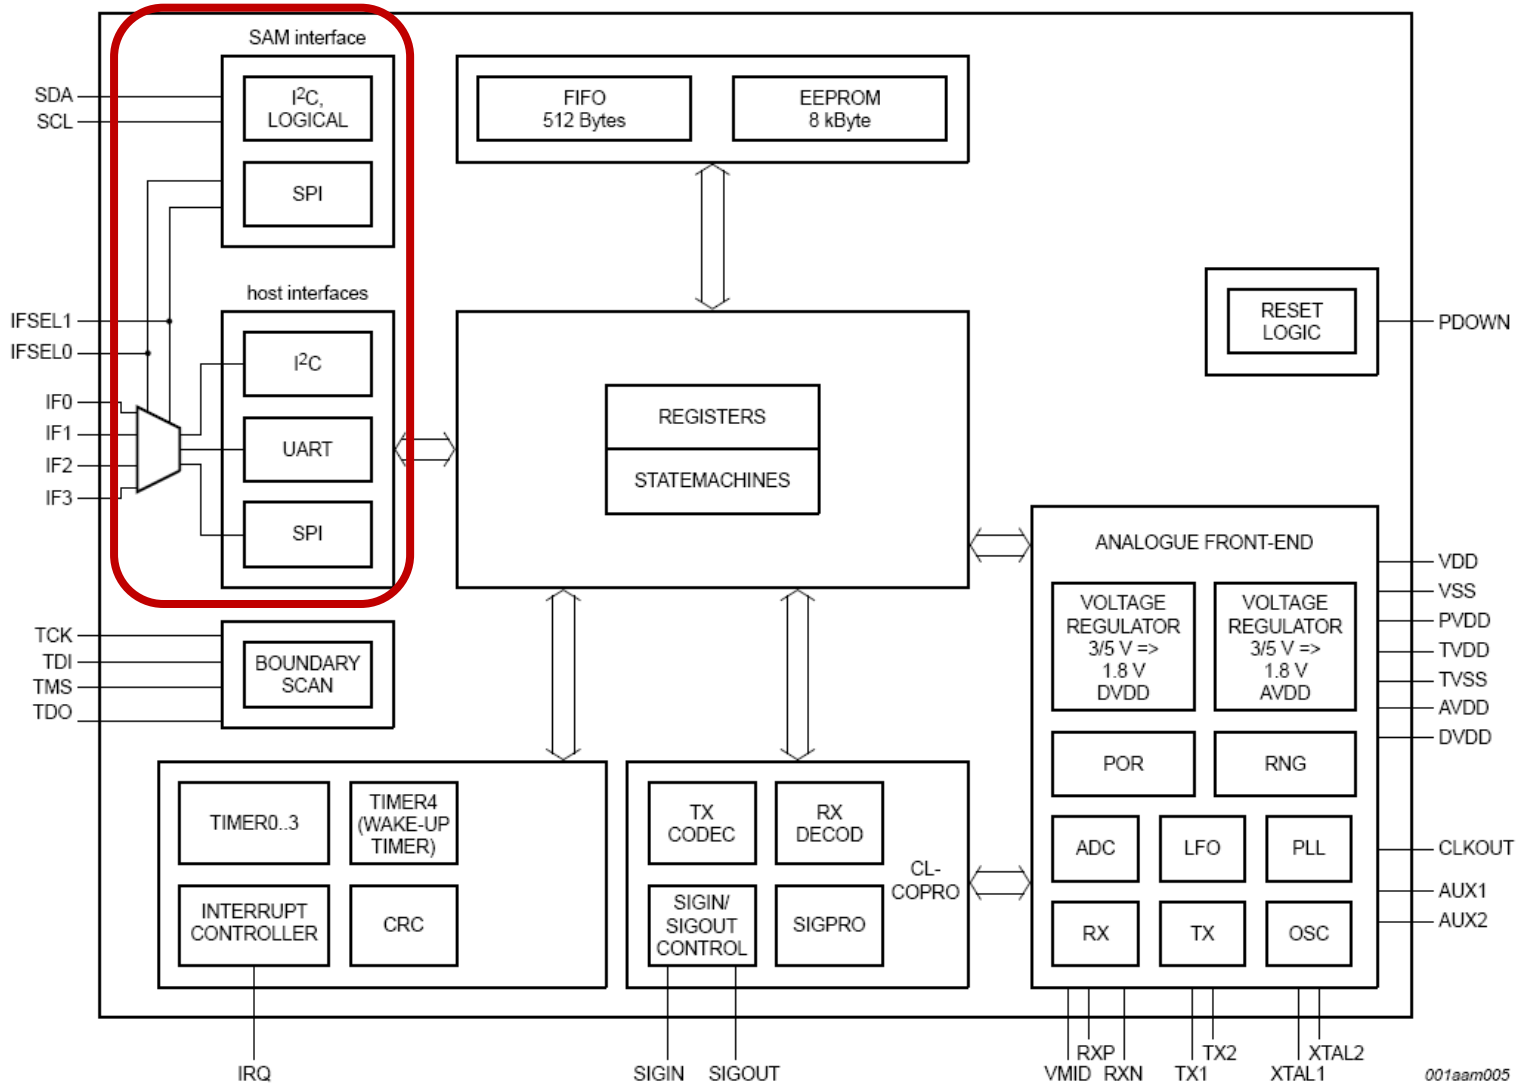 SAM interface
SDA
SCL
I²C,
LOGICAL
SPI
FIFO
512 Bytes
EEPROM
8 kByte
host interfaces
IFSEL1
IFSEL0
IF0
IF1
IF2
IF3
I²C
UART
SPI
REGISTERS
STATEMACHINES
RESET
LOGIC
PDOWN
TCK
TDI
TMS
TDO
BOUNDARY
SCAN
ANALOGUE FRONT-END
VOLTAGE
REGULATOR
3/5 V =>
1.8 V
DVDD
VOLTAGE
REGULATOR
3/5 V =>
1.8 V
AVDD
POR
RNG
ADC
LFO
PLL
RX
TX
OSC
VDD
VSS
PVDD
TVDD
TVSS
AVDD
DVDD
CLKOUT
AUX1
AUX2
TIMER0..3
TIMER4
(WAKE-UP
TIMER)
INTERRUPT
CONTROLLER
CRC
TX
CODEC
RX
DECOD
SIGIN/
SIGOUT
CONTROL
SIGPRO
CL-
COPRO
IRQ
SIGIN
SIGOUT
VMID
RXP
RXN
TX1
TX2
XTAL1
XTAL2
001aam005